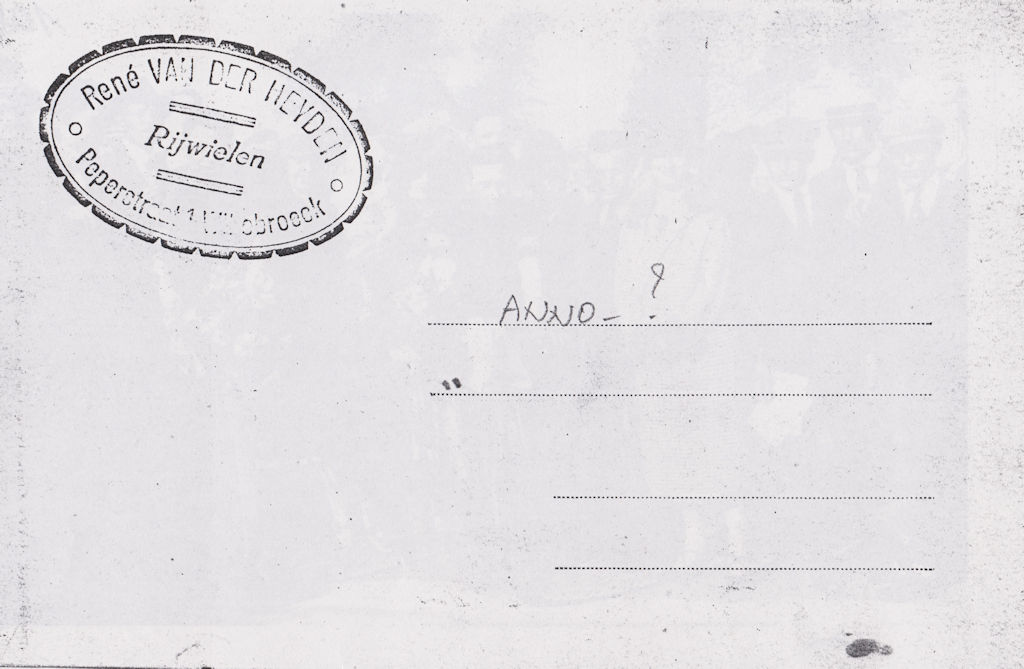 René VAN DER HEYDEN
Rijwielen
Peperstraat 1 Willebroeck
ANNO - ?
"